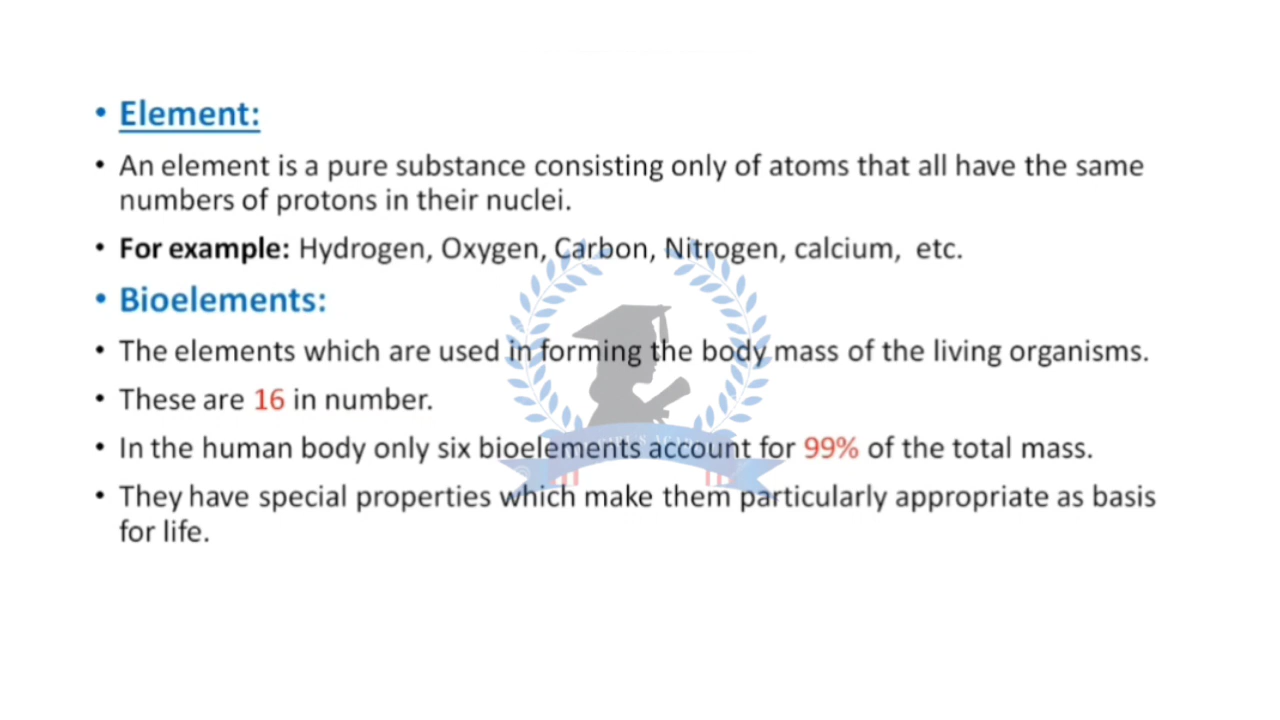 • Element:
• An element is a pure substance consisting only of atoms that all have the same
numbers of protons in their nuclei.
• For example: Hydrogen, Oxygen, Carbon, Nitrogen, calcium, etc.
• Bioelements:
• The elements which are used in forming the body mass of the living organisms.
• These are 16 in number.
• In the human body only six bioelements account for 99% of the total mass.
• They have special properties which make them particularly appropriate as basis
for life.